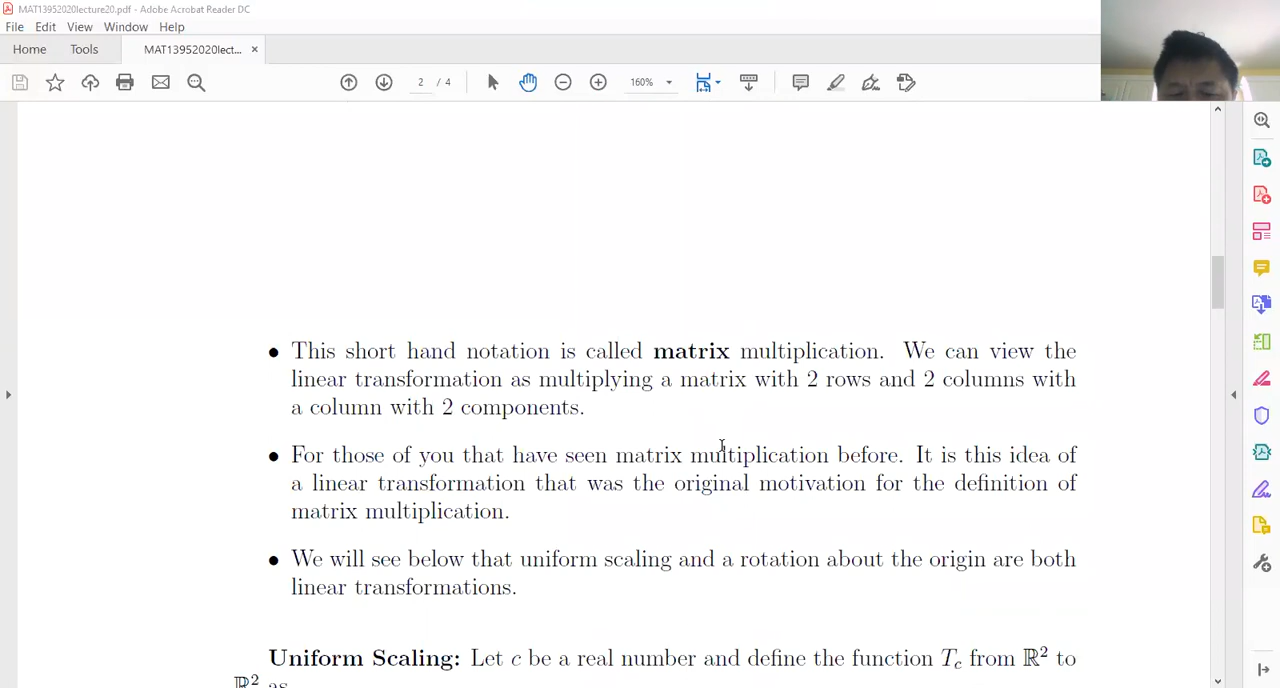 MAT13952020lecture20.pdf - Adobe Acrobat Reader DC
File Edit View Window Help
Home Tools MAT13952020lect... ×
2 / 4 160%
• This short hand notation is called matrix multiplication. We can view the
linear transformation as multiplying a matrix with 2 rows and 2 columns with
a column with 2 components.
• For those of you that have seen matrix multiplication before. It is this idea of
a linear transformation that was the original motivation for the definition of
matrix multiplication.
• We will see below that uniform scaling and a rotation about the origin are both
linear transformations.
Uniform Scaling: Let c be a real number and define the function T_c from ℝ² to
ℝ² as